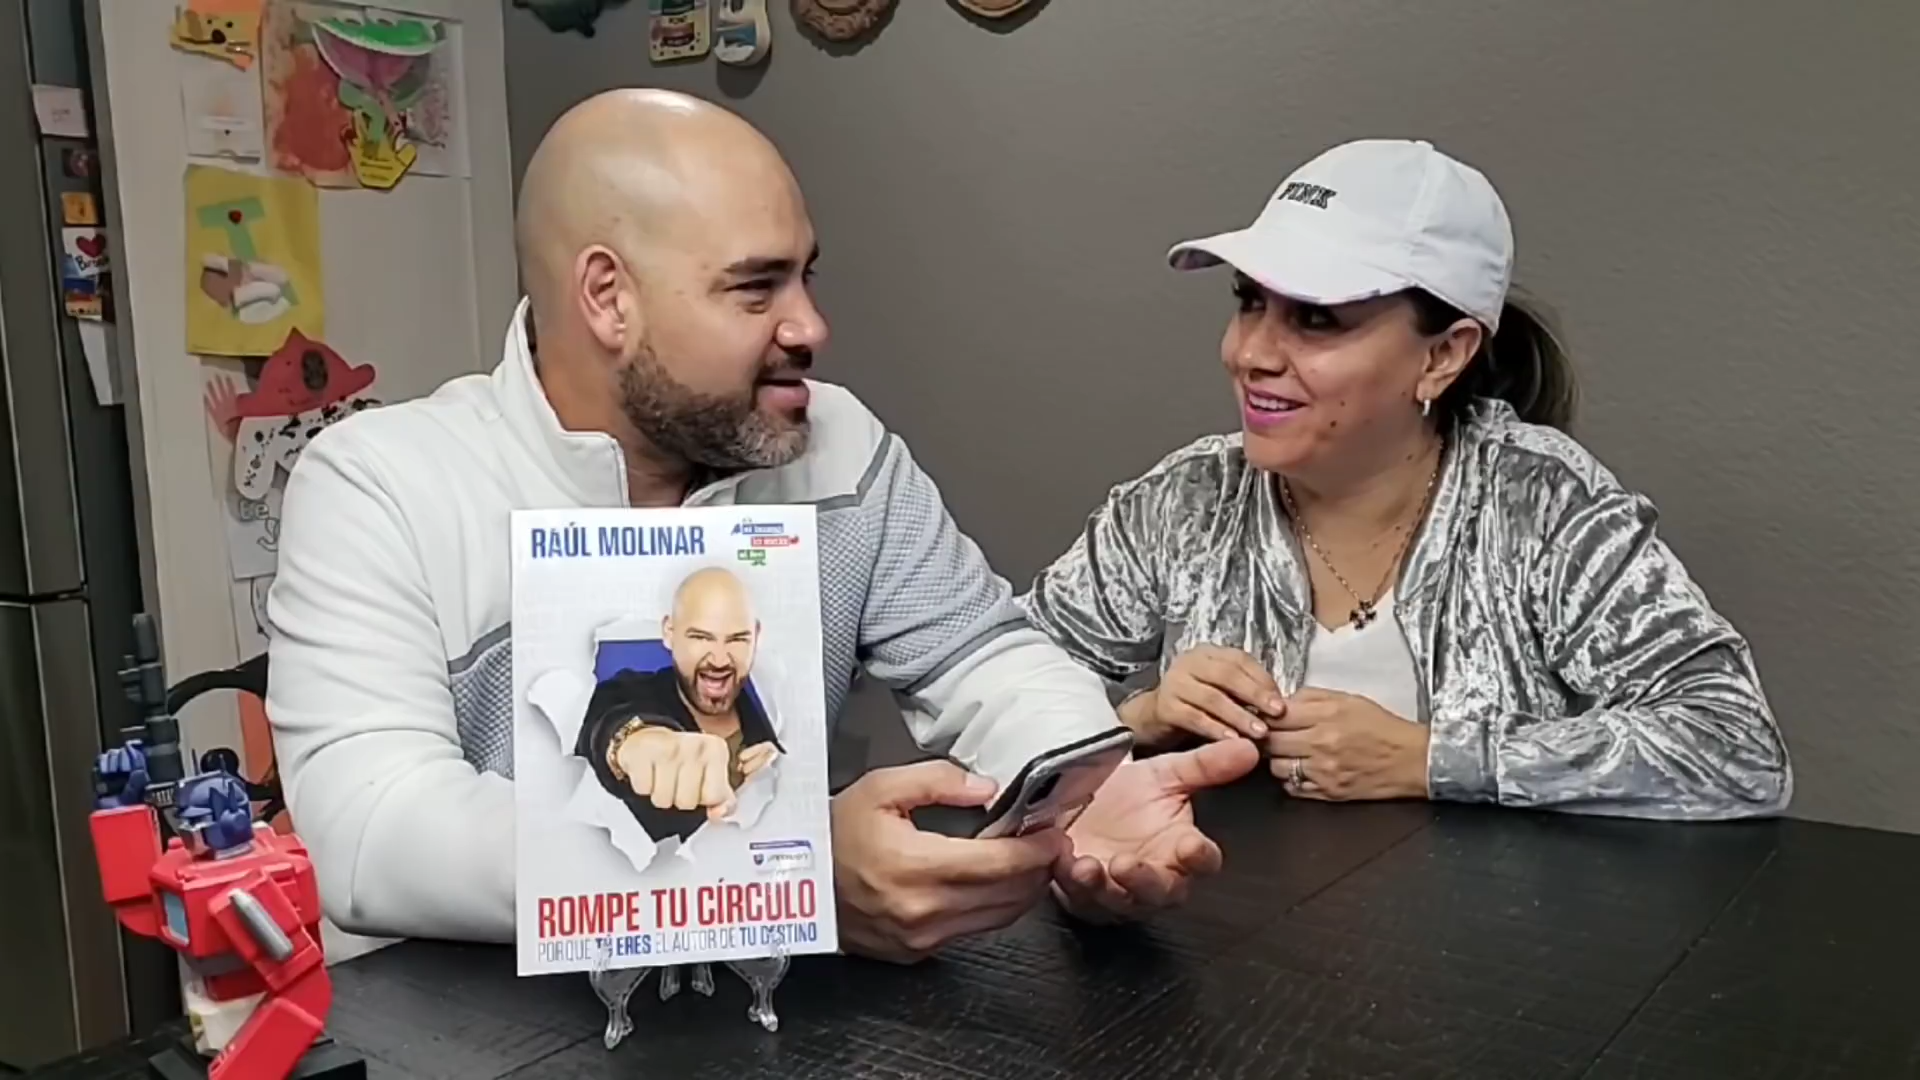 PINK
RAÚL MOLINAR
ROMPE TU CÍRCULO
PORQUE TÚ ERES EL AUTOR DE TU DESTINO